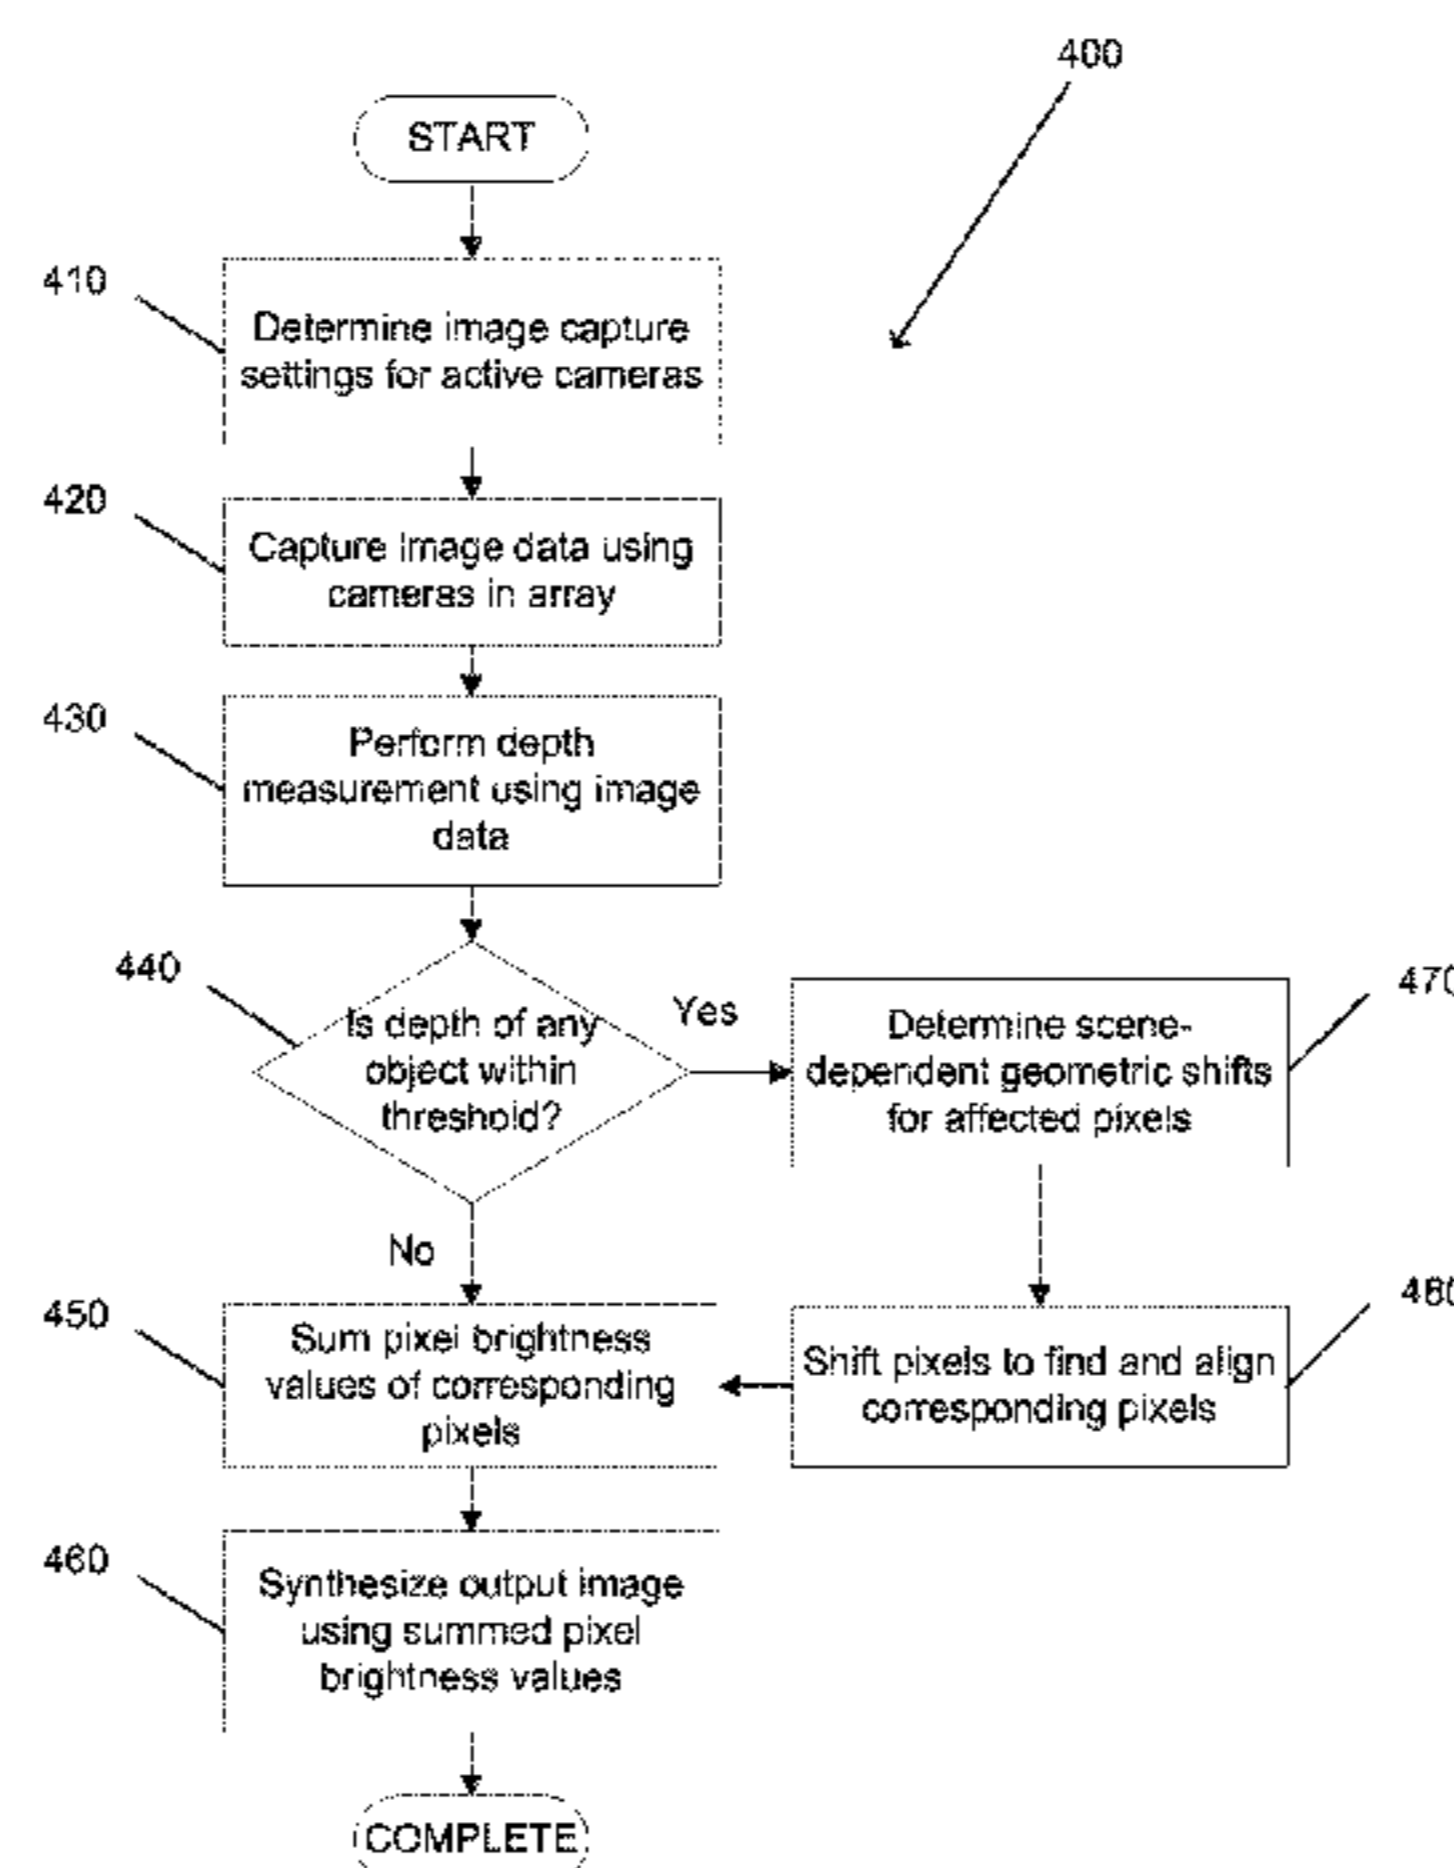 400
START
410
Determine image capture
settings for active cameras
420
Capture image data using
cameras in array
430
Perform depth
measurement using image
data
440
Is depth of any
object within
threshold?
Yes
470
Determine scene-
dependent geometric shifts
for affected pixels
No
450
Sum pixel brightness
values of corresponding
pixels
Shift pixels to find and align
corresponding pixels
460
Synthesize output image
using summed pixel
brightness values
COMPLETE